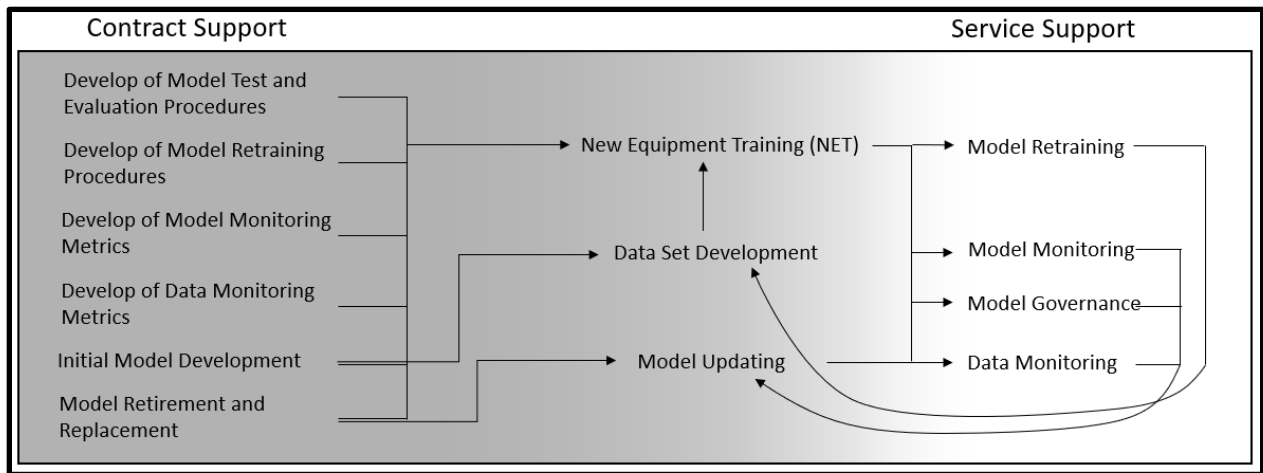 Contract Support
Service Support
Develop of Model Test and
Evaluation Procedures
Develop of Model Retraining
Procedures
Develop of Model Monitoring
Metrics
Develop of Data Monitoring
Metrics
Initial Model Development
Model Retirement and
Replacement
New Equipment Training (NET)
Data Set Development
Model Updating
Model Retraining
Model Monitoring
Model Governance
Data Monitoring